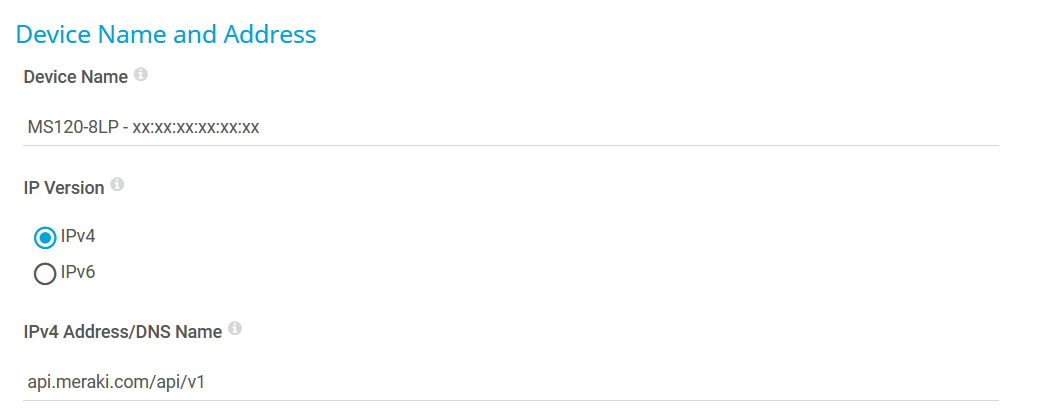 Device Name and Address
Device Name
MS120-8LP - xx:xx:xx:xx:xx:xx
IP Version
IPv4
IPv6
IPv4 Address/DNS Name
api.meraki.com/api/v1